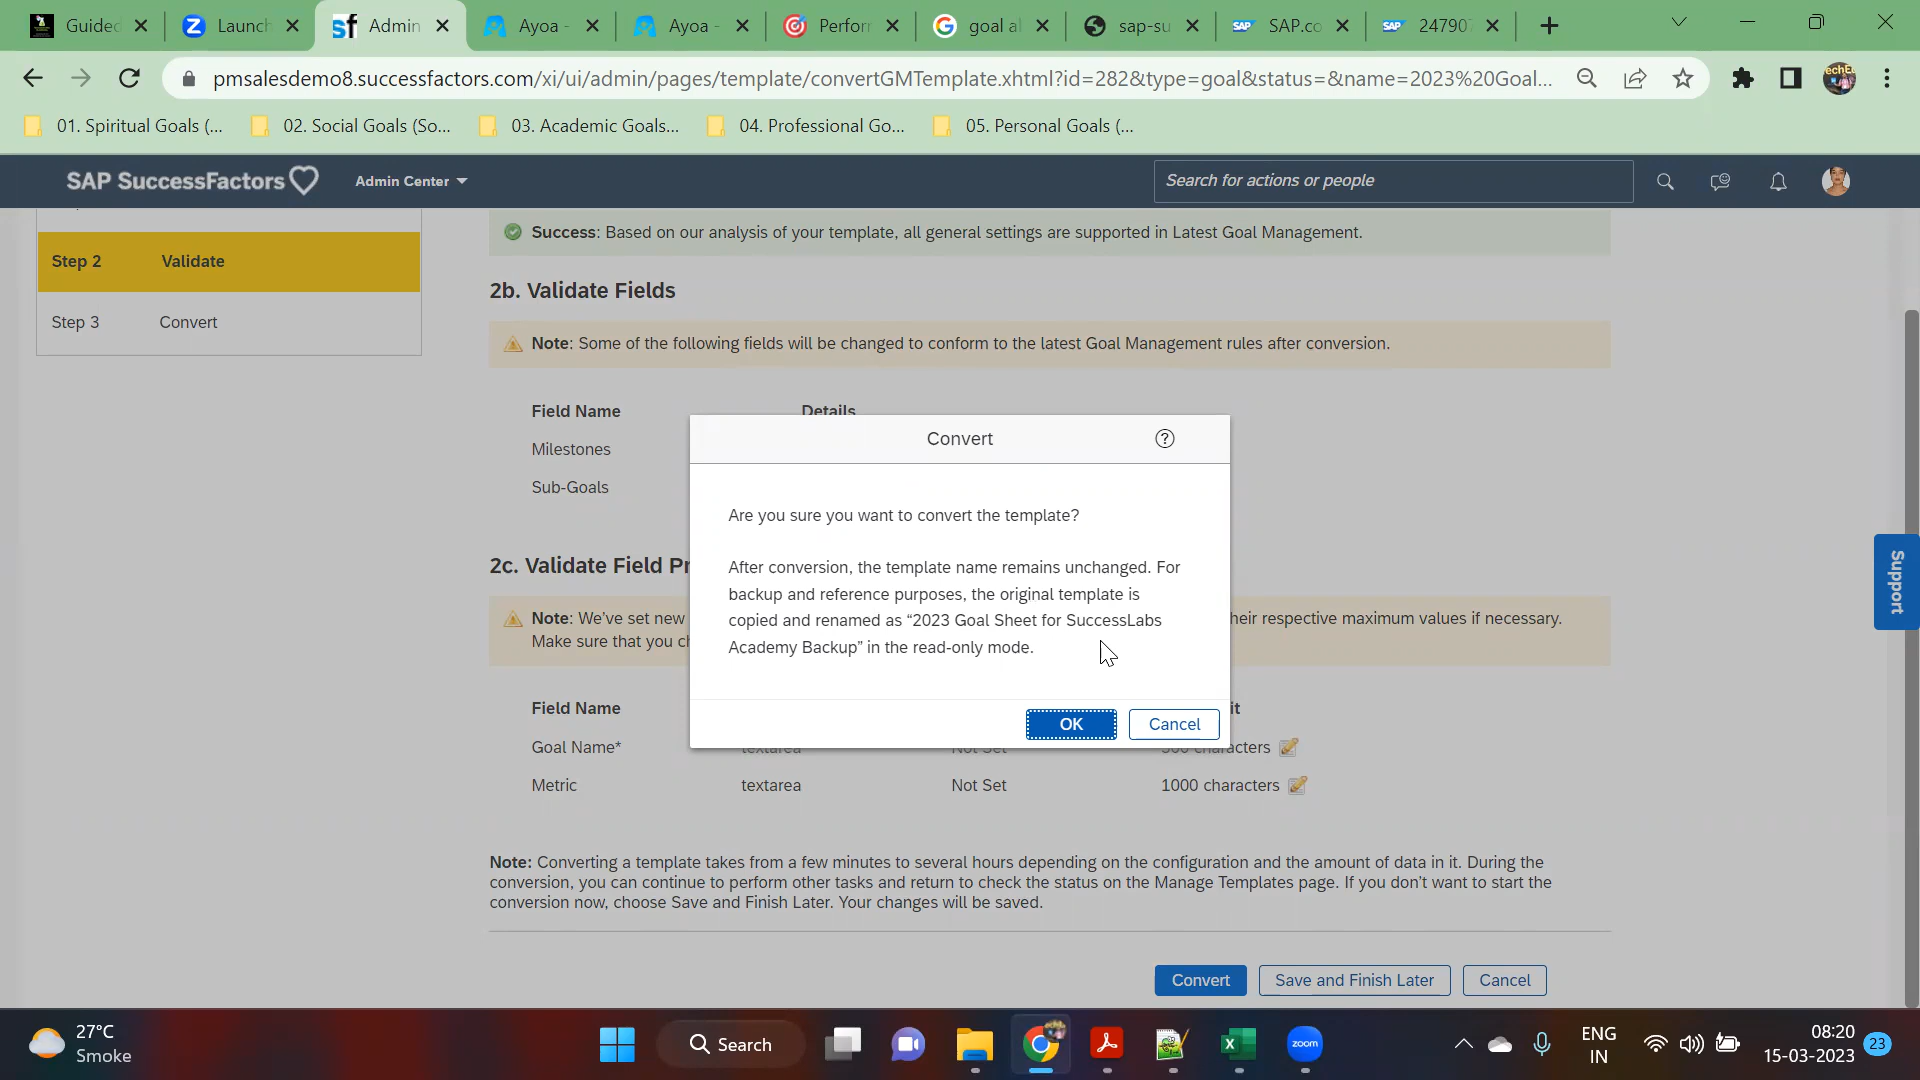 Guided
Launch
Admin
Ayoa -
Ayoa -
Perfor
goal al
sap-su
SAP.co
24790
pmsalesdemo8.successfactors.com/xi/ui/admin/pages/template/convertGMTemplate.xhtml?id=282&type=goal&status=&name=2023%20Goal...
01. Spiritual Goals (...
02. Social Goals (So...
03. Academic Goals...
04. Professional Go...
05. Personal Goals (...
SAP SuccessFactors
Admin Center
Search for actions or people
Success: Based on our analysis of your template, all general settings are supported in Latest Goal Management.
Step 2 Validate
Step 3 Convert
2b. Validate Fields
Note: Some of the following fields will be changed to conform to the latest Goal Management rules after conversion.
Field Name Details
Milestones
Sub-Goals
Convert
Are you sure you want to convert the template?
After conversion, the template name remains unchanged. For
backup and reference purposes, the original template is
copied and renamed as “2023 Goal Sheet for SuccessLabs
Academy Backup” in the read-only mode.
OK
Cancel
Support
2c. Validate Field Pr
Note: We’ve set new heir respective maximum values if necessary.
Make sure that you ch
Field Name it
Goal Name* textarea Not Set characters
Metric textarea Not Set 1000 characters
Note: Converting a template takes from a few minutes to several hours depending on the configuration and the amount of data in it. During the
conversion, you can continue to perform other tasks and return to check the status on the Manage Templates page. If you don’t want to start the
conversion now, choose Save and Finish Later. Your changes will be saved.
Convert
Save and Finish Later
Cancel
27°C
Smoke
Search
zoom
ENG
IN
08:20
15-03-2023
23